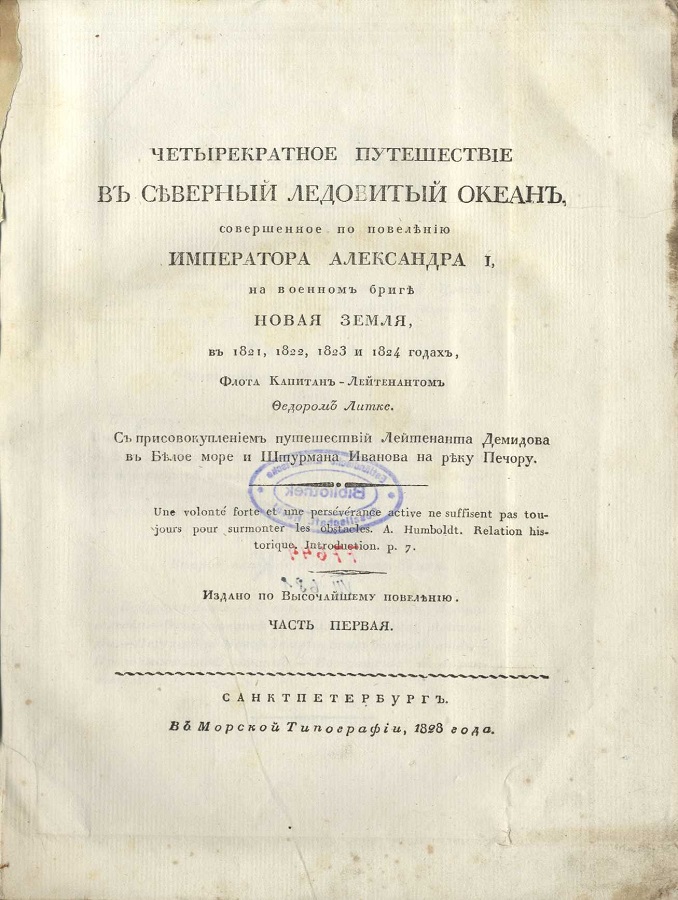 ЧЕТЫРЕКРАТНОЕ ПУТЕШЕСТВІЕ
ВЪ СѢВЕРНЫЙ ЛЕДОВИТЫЙ ОКЕАНЪ,
совершенное по повелѣнію
ИМПЕРАТОРА АЛЕКСАНДРА I,
на военномъ бригѣ
НОВАЯ ЗЕМЛЯ,
въ 1821, 1822, 1823 и 1824 годахъ,
Флота Капитанъ-Лейтенантомъ
Ѳедоромъ Литке.
Съ присовокупленіемъ путешествій Лейтенанта Демидова
въ Бѣлое море и Штурмана Иванова на рѣку Печору.
Bibliothek
Une volonté forte et une persévérance active ne suffisent pas tou-
jours pour surmonter les obstacles. A. Humboldt. Relation his-
torique. Introduction. p. 7.
Издано по Высочайшему повелѣнію.
ЧАСТЬ ПЕРВАЯ.
САНКТПЕТЕРБУРГЪ.
Въ Морской Типографіи, 1828 года.